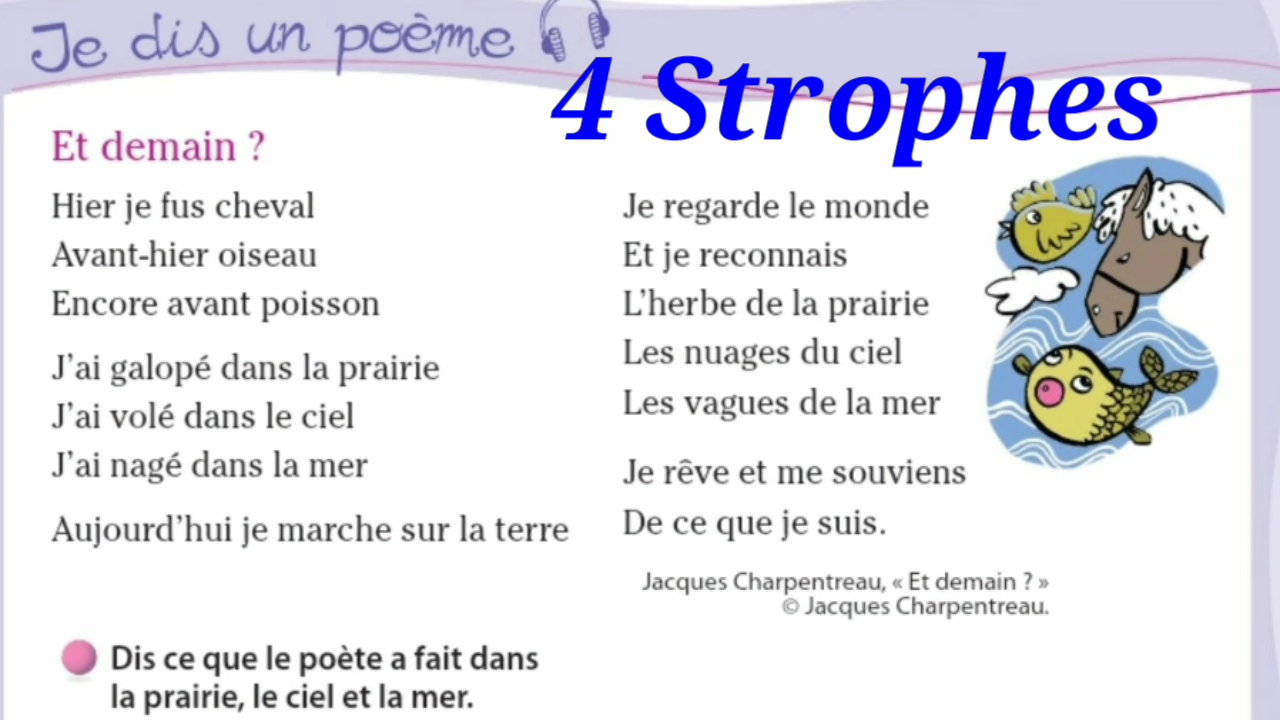 Je dis un poème
4 Strophes
Et demain ?
Hier je fus cheval
Avant-hier oiseau
Encore avant poisson
J'ai galopé dans la prairie
J'ai volé dans le ciel
J'ai nagé dans la mer
Aujourd'hui je marche sur la terre
Je regarde le monde
Et je reconnais
L'herbe de la prairie
Les nuages du ciel
Les vagues de la mer
Je rêve et me souviens
De ce que je suis.
Jacques Charpentreau, « Et demain ? »
© Jacques Charpentreau.
Dis ce que le poète a fait dans
la prairie, le ciel et la mer.